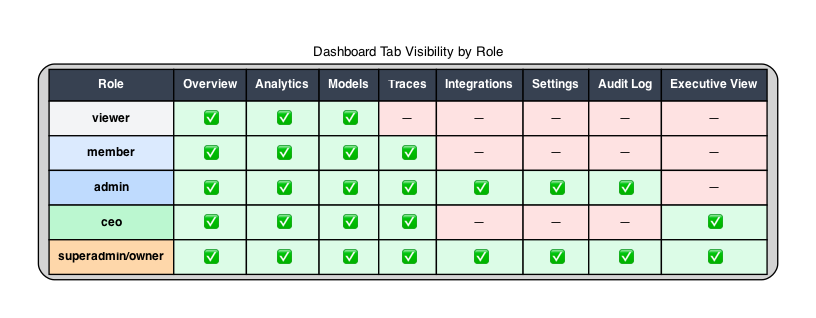 Dashboard Tab Visibility by Role
Role Overview Analytics Models Traces Integrations Settings Audit Log Executive View
viewer ✅ ✅ ✅ — — — — —
member ✅ ✅ ✅ ✅ — — — —
admin ✅ ✅ ✅ ✅ ✅ ✅ ✅ —
ceo ✅ ✅ ✅ ✅ — — — ✅
superadmin/owner ✅ ✅ ✅ ✅ ✅ ✅ ✅ ✅